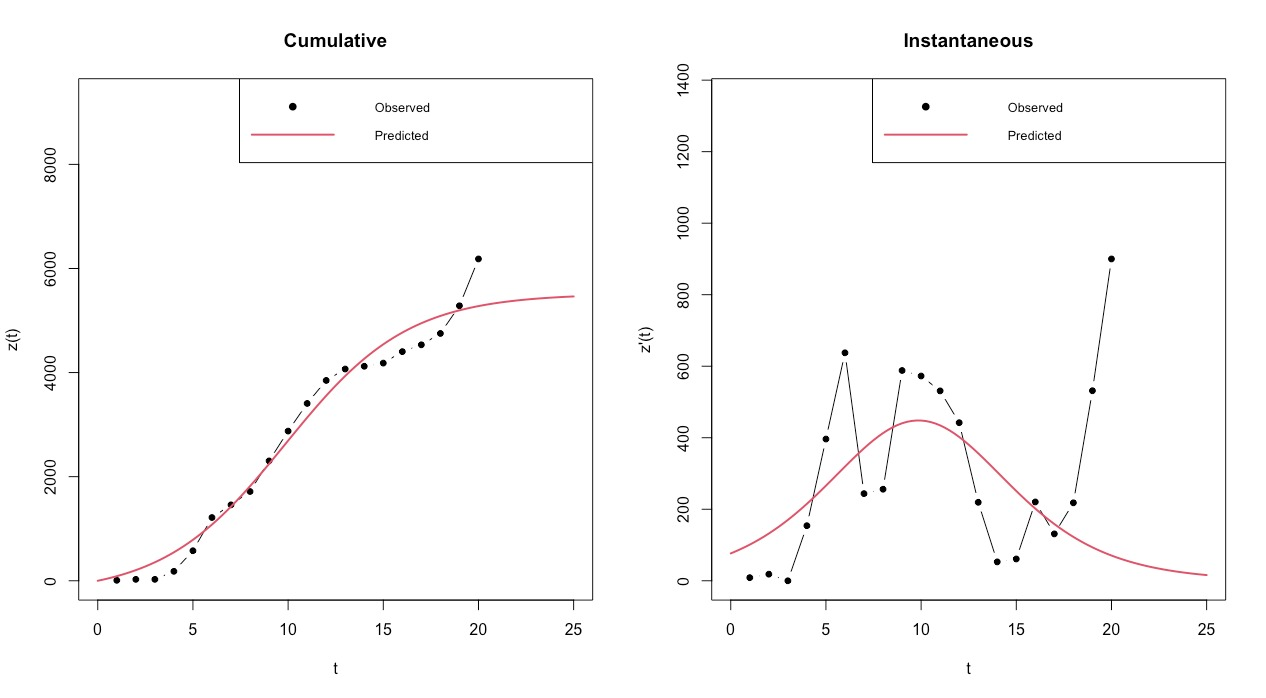 Cumulative
Observed
Predicted
z(t)
0
2000
4000
6000
8000
0 5 10 15 20 25
t
Instantaneous
Observed
Predicted
z'(t)
0
200
400
600
800
1000
1200
1400
0 5 10 15 20 25
t